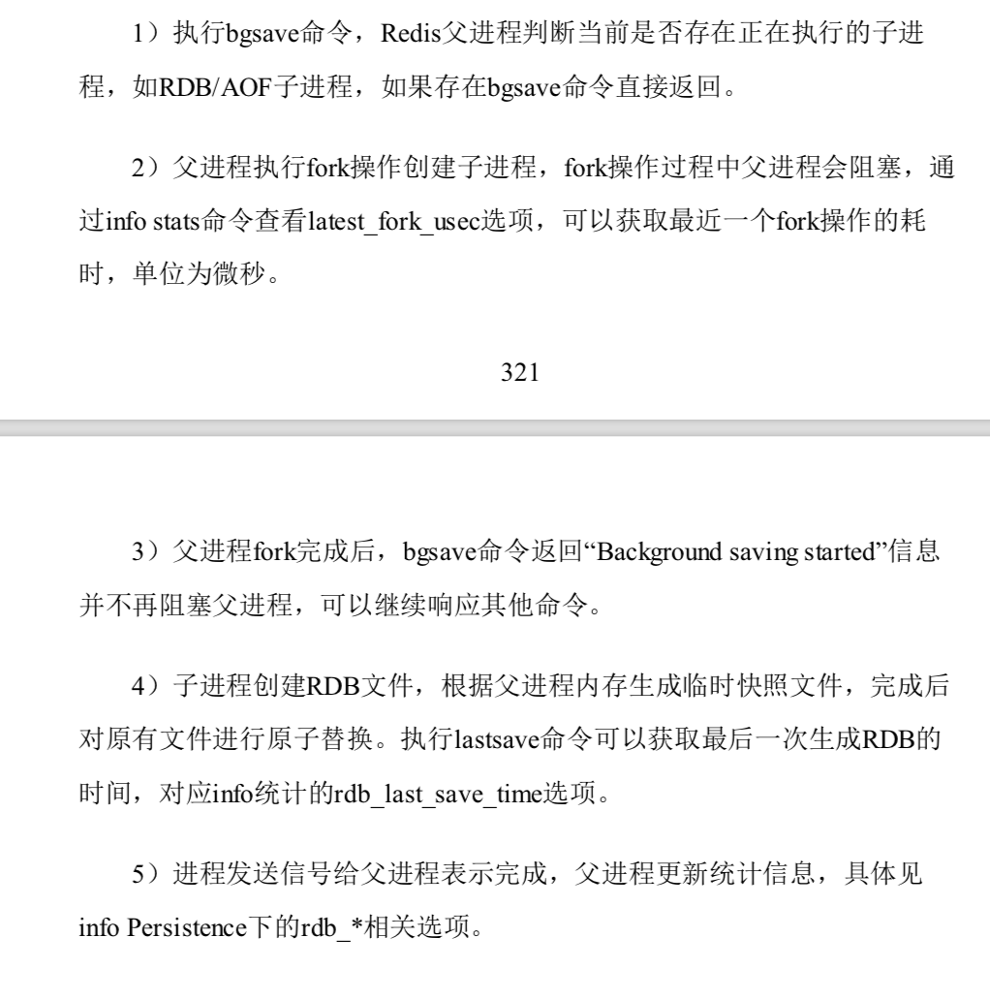 1）执行bgsave命令，Redis父进程判断当前是否存在正在执行的子进
程，如RDB/AOF子进程，如果存在bgsave命令直接返回。
2）父进程执行fork操作创建子进程，fork操作过程中父进程会阻塞，通
过info stats命令查看latest_fork_usec选项，可以获取最近一个fork操作的耗
时，单位为微秒。
321
3）父进程fork完成后，bgsave命令返回“Background saving started”信息
并不再阻塞父进程，可以继续响应其他命令。
4）子进程创建RDB文件，根据父进程内存生成临时快照文件，完成后
对原有文件进行原子替换。执行lastsave命令可以获取最后一次生成RDB的
时间，对应info统计的rdb_last_save_time选项。
5）进程发送信号给父进程表示完成，父进程更新统计信息，具体见
info Persistence下的rdb_*相关选项。